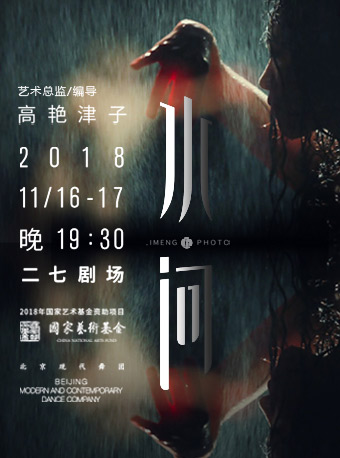 艺术总监/编导
高艳津子
2018
11/16-17
晚 19:30
二七剧场
水问
IMENG PHOTO
2018年国家艺术基金资助项目
國家藝術基金
CHINA NATIONAL ARTS FUND
北京现代舞团
BEIJING
MODERN AND CONTEMPORARY
DANCE COMPANY